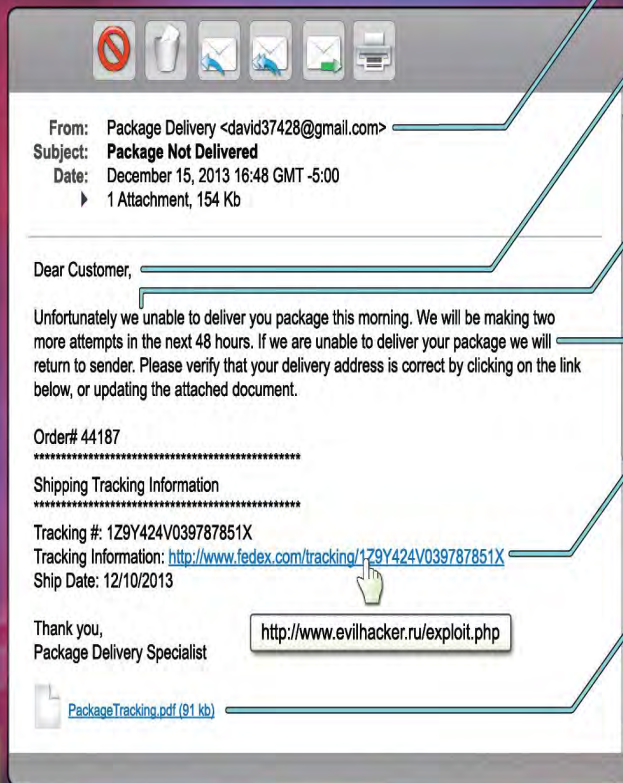 From: Package Delivery <david37428@gmail.com>
Subject: Package Not Delivered
Date: December 15, 2013 16:48 GMT -5:00
1 Attachment, 154 Kb
Dear Customer,
Unfortunately we unable to deliver you package this morning. We will be making two
more attempts in the next 48 hours. If we are unable to deliver your package we will
return to sender. Please verify that your delivery address is correct by clicking on the link
below, or updating the attached document.
Order# 44187
**************************************************
Shipping Tracking Information
**************************************************
Tracking #: 1Z9Y424V039787851X
Tracking Information: http://www.fedex.com/tracking/1Z9Y424V039787851X
Ship Date: 12/10/2013
http://www.evilhacker.ru/exploit.php
Thank you,
Package Delivery Specialist
PackageTracking.pdf (91 kb)